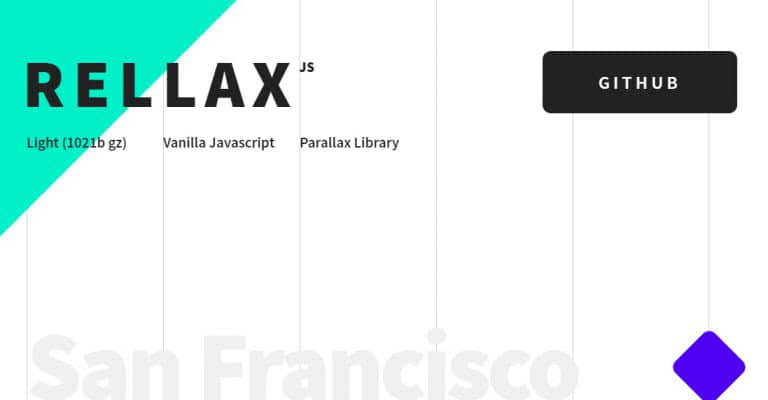 RELLAX JS
GITHUB
Light (1021b gz) Vanilla Javascript Parallax Library
San Francisco